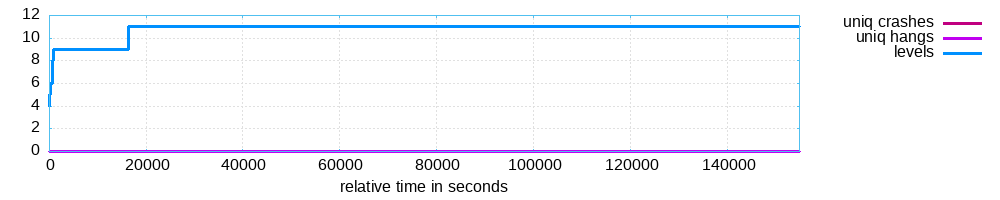 12
10
8
6
4
2
0
0 20000 40000 60000 80000 100000 120000 140000
relative time in seconds
uniq crashes
uniq hangs
levels